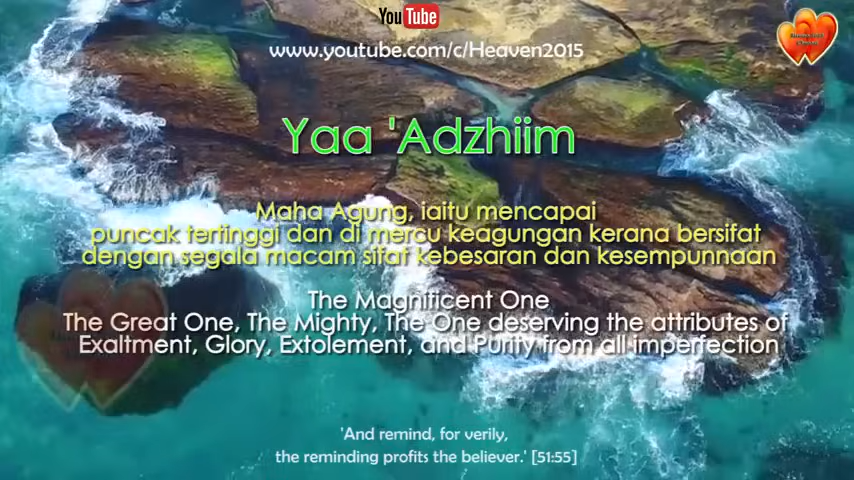 YouTube
www.youtube.com/c/Heaven2015
Yaa 'Adzhiim
Maha Agung, iaitu mencapai
puncak tertinggi dan di mercu keagungan kerana bersifat
dengan segala macam sifat kebesaran dan kesempunnaan
The Magnificent One
The Great One, The Mighty, The One deserving the attributes of
Exaltment, Glory, Extolement, and Purity from all imperfection
'And remind, for verily,
the reminding profits the believer.' [51:55]